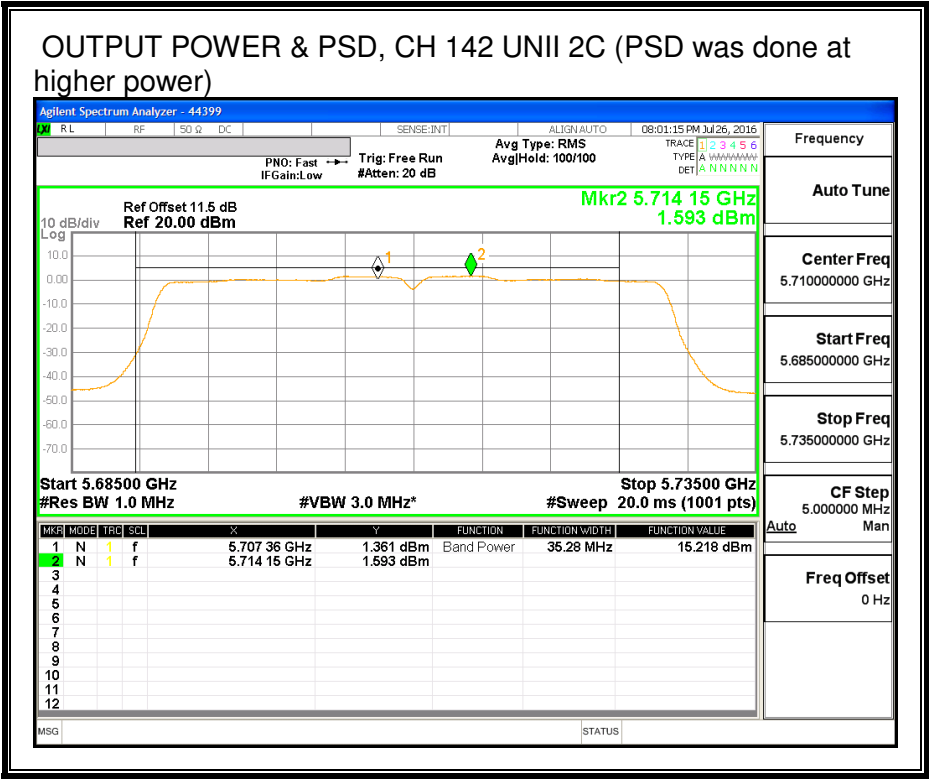 OUTPUT POWER & PSD, CH 142 UNII 2C (PSD was done at
higher power)
Agilent Spectrum Analyzer - 44399
LXI RL RF 50 Ω DC SENSE:INT ALIGN AUTO 08:01:15 PM Jul 26, 2016
Frequency
PNO: Fast
IFGain:Low
Trig: Free Run
#Atten: 20 dB
Avg Type: RMS
Avg|Hold: 100/100
TRACE 1 2 3 4 5 6
TYPE A WWWWW
DET A N N N N N
Auto Tune
Mkr2 5.714 15 GHz
1.593 dBm
Ref Offset 11.5 dB
10 dB/div Ref 20.00 dBm
Log
10.0
0.00
-10.0
-20.0
-30.0
-40.0
-50.0
-60.0
-70.0
1
2
Center Freq
5.710000000 GHz
Start Freq
5.685000000 GHz
Stop Freq
5.735000000 GHz
CF Step
5.000000 MHz
Auto Man
Freq Offset
0 Hz
Start 5.68500 GHz Stop 5.73500 GHz
#Res BW 1.0 MHz #VBW 3.0 MHz* #Sweep 20.0 ms (1001 pts)
MKR MODE TRC SCL X Y FUNCTION FUNCTION WIDTH FUNCTION VALUE
1 N 1 f 5.707 36 GHz 1.361 dBm Band Power 35.28 MHz 15.218 dBm
2 N 1 f 5.714 15 GHz 1.593 dBm
3
4
5
6
7
8
9
10
11
12
MSG STATUS